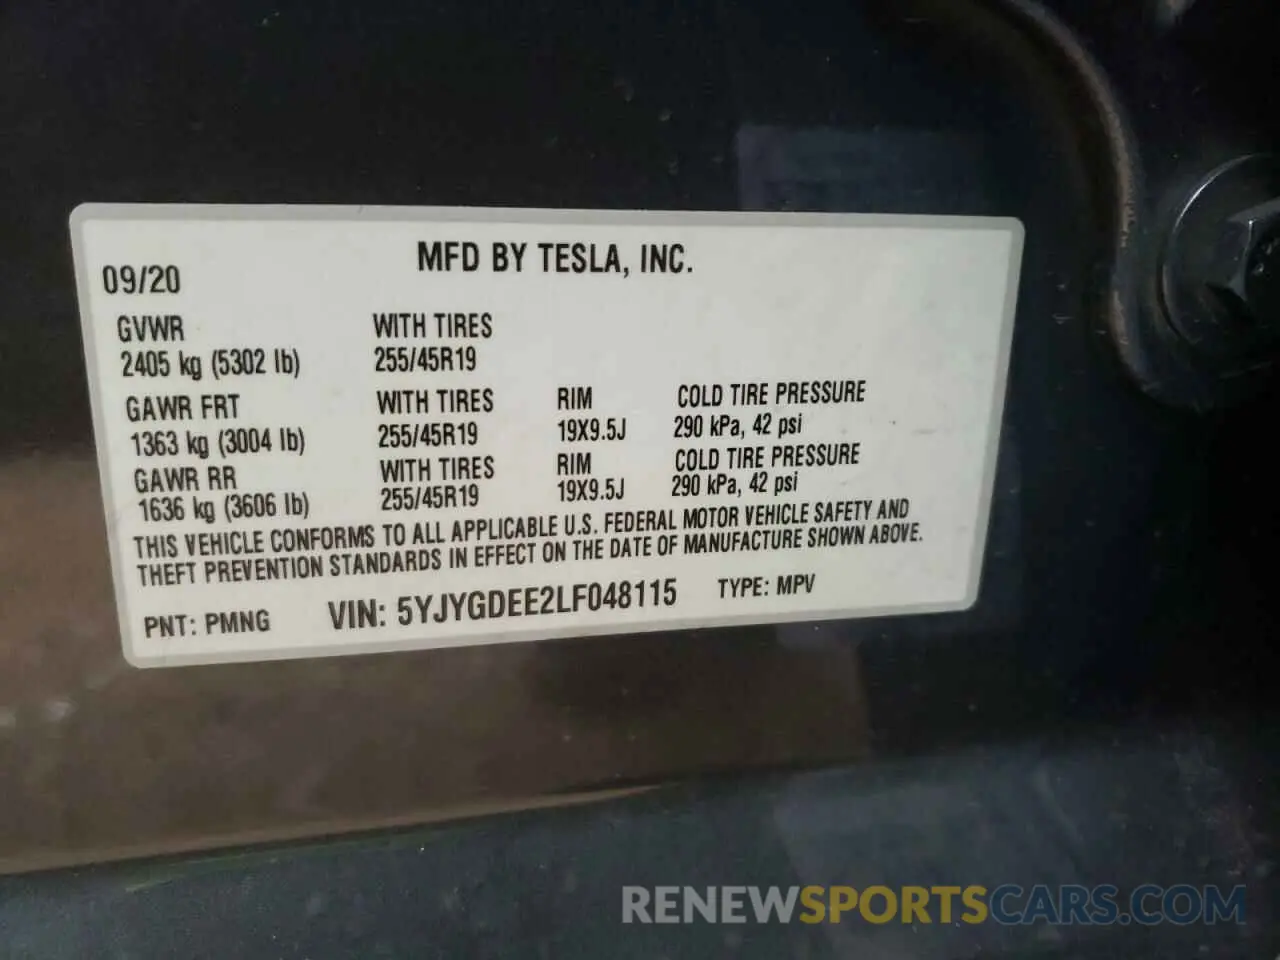 MFD BY TESLA, INC.
09/20
GVWR WITH TIRES
2405 kg (5302 lb) 255/45R19
GAWR FRT WITH TIRES RIM COLD TIRE PRESSURE
1363 kg (3004 lb) 255/45R19 19X9.5J 290 kPa, 42 psi
GAWR RR WITH TIRES RIM COLD TIRE PRESSURE
1636 kg (3606 lb) 255/45R19 19X9.5J 290 kPa, 42 psi
THIS VEHICLE CONFORMS TO ALL APPLICABLE U.S. FEDERAL MOTOR VEHICLE SAFETY AND
THEFT PREVENTION STANDARDS IN EFFECT ON THE DATE OF MANUFACTURE SHOWN ABOVE.
PNT: PMNG VIN: 5YJYGDEE2LF048115 TYPE: MPV
RENEWSPORTSCARS.COM